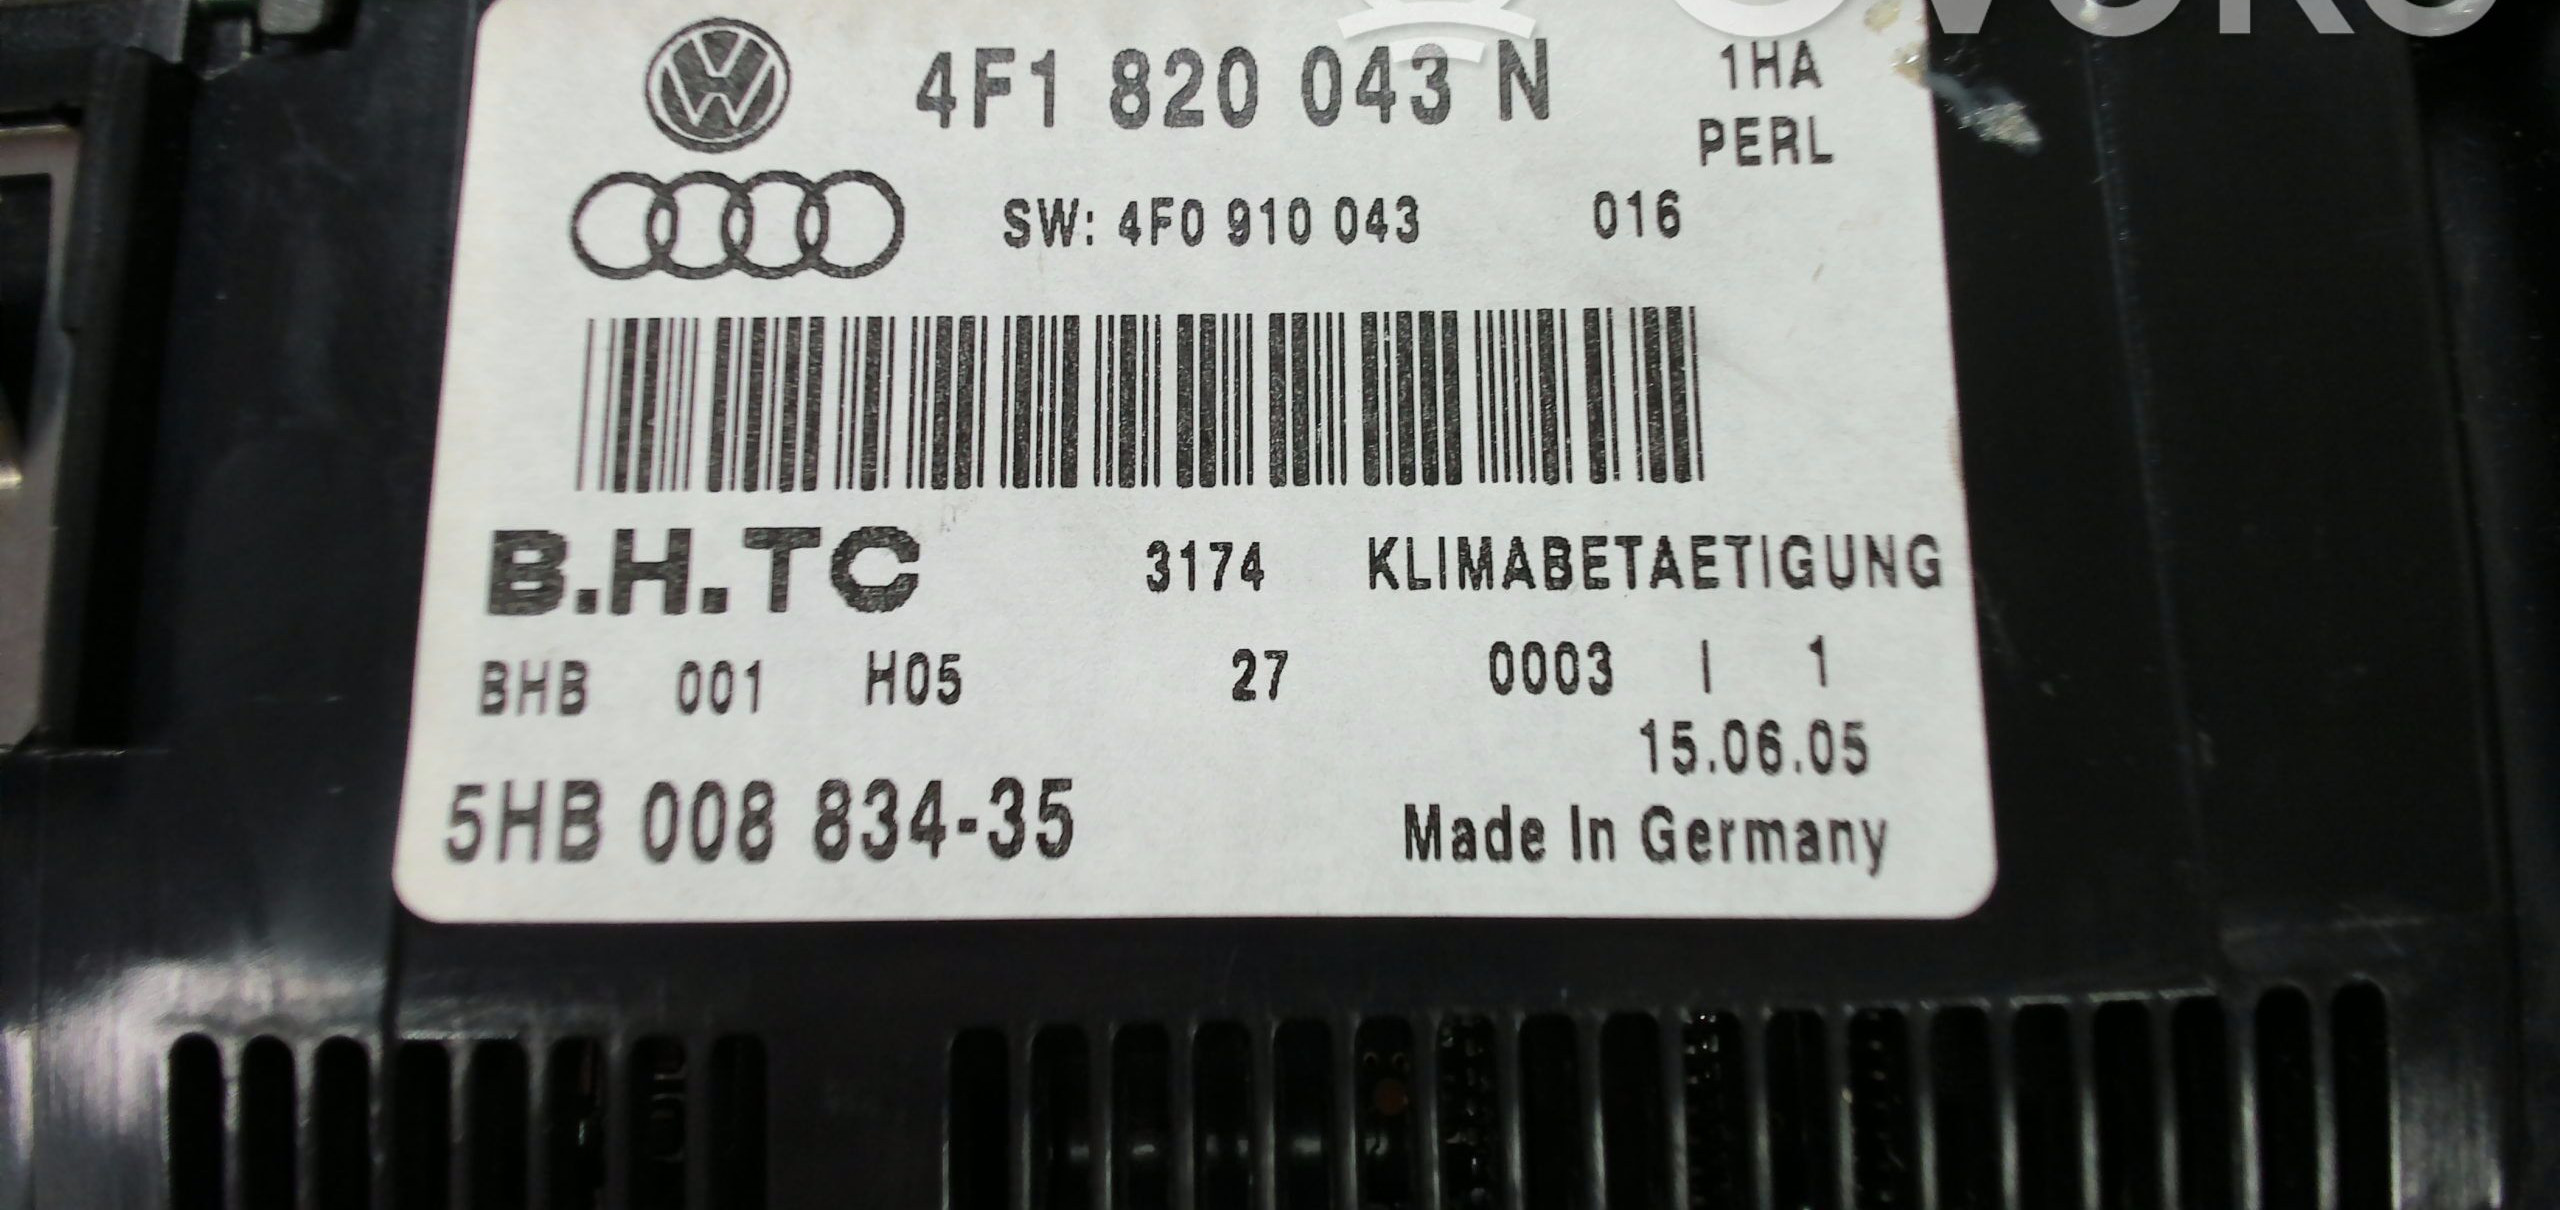 4F1 820 043 N 1HA
PERL
SW: 4F0 910 043 016
B.H.TC 3174 KLIMABETAETIGUNG
BHB 001 H05 27 0003 | 1
15.06.05
5HB 008 834-35 Made In Germany